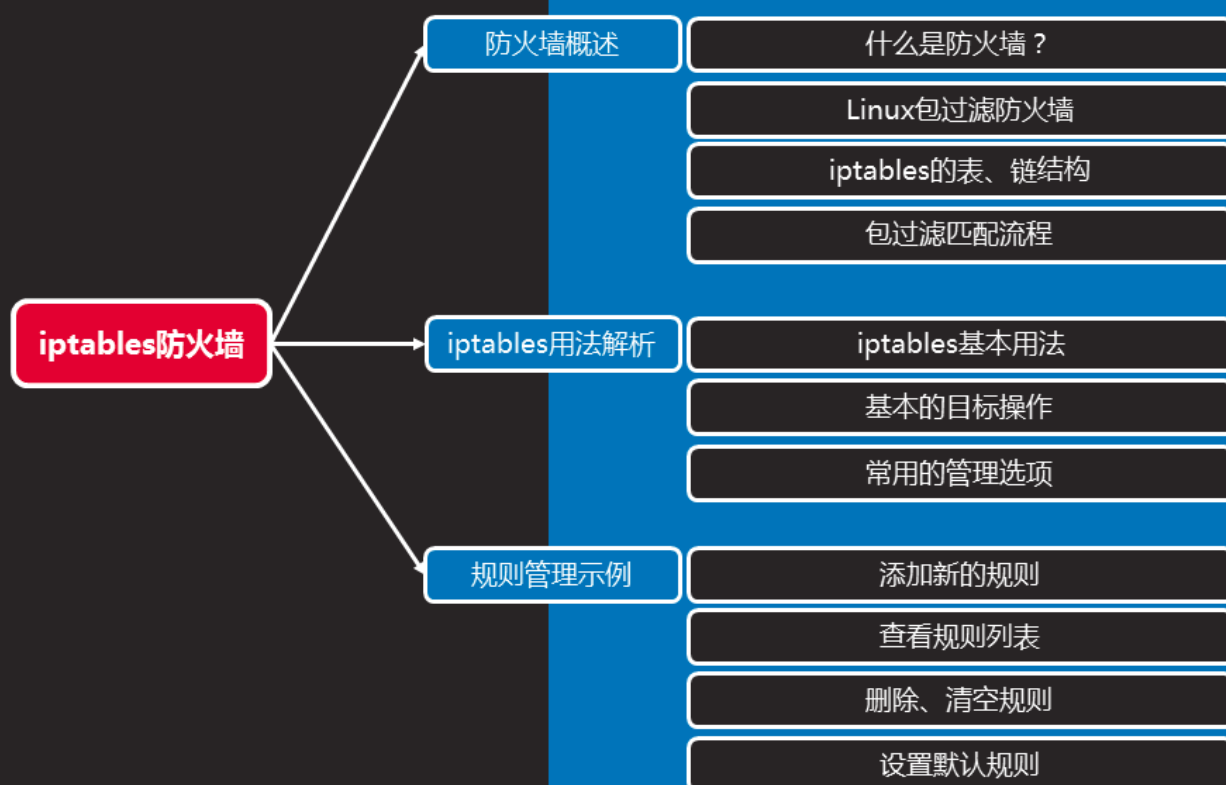 防火墙概述
什么是防火墙？
Linux包过滤防火墙
iptables的表、链结构
包过滤匹配流程
iptables防火墙
iptables用法解析
iptables基本用法
基本的目标操作
常用的管理选项
规则管理示例
添加新的规则
查看规则列表
删除、清空规则
设置默认规则